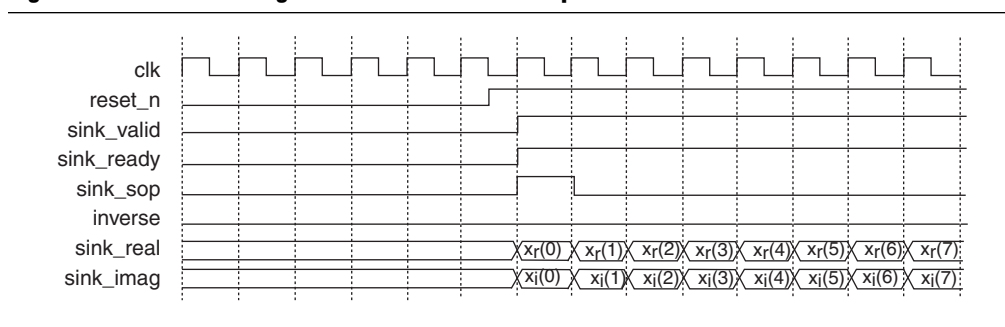 clk
reset_n
sink_valid
sink_ready
sink_sop
inverse
sink_real xr(0) xr(1) xr(2) xr(3) xr(4) xr(5) xr(6) xr(7)
sink_imag xi(0) xi(1) xi(2) xi(3) xi(4) xi(5) xi(6) xi(7)